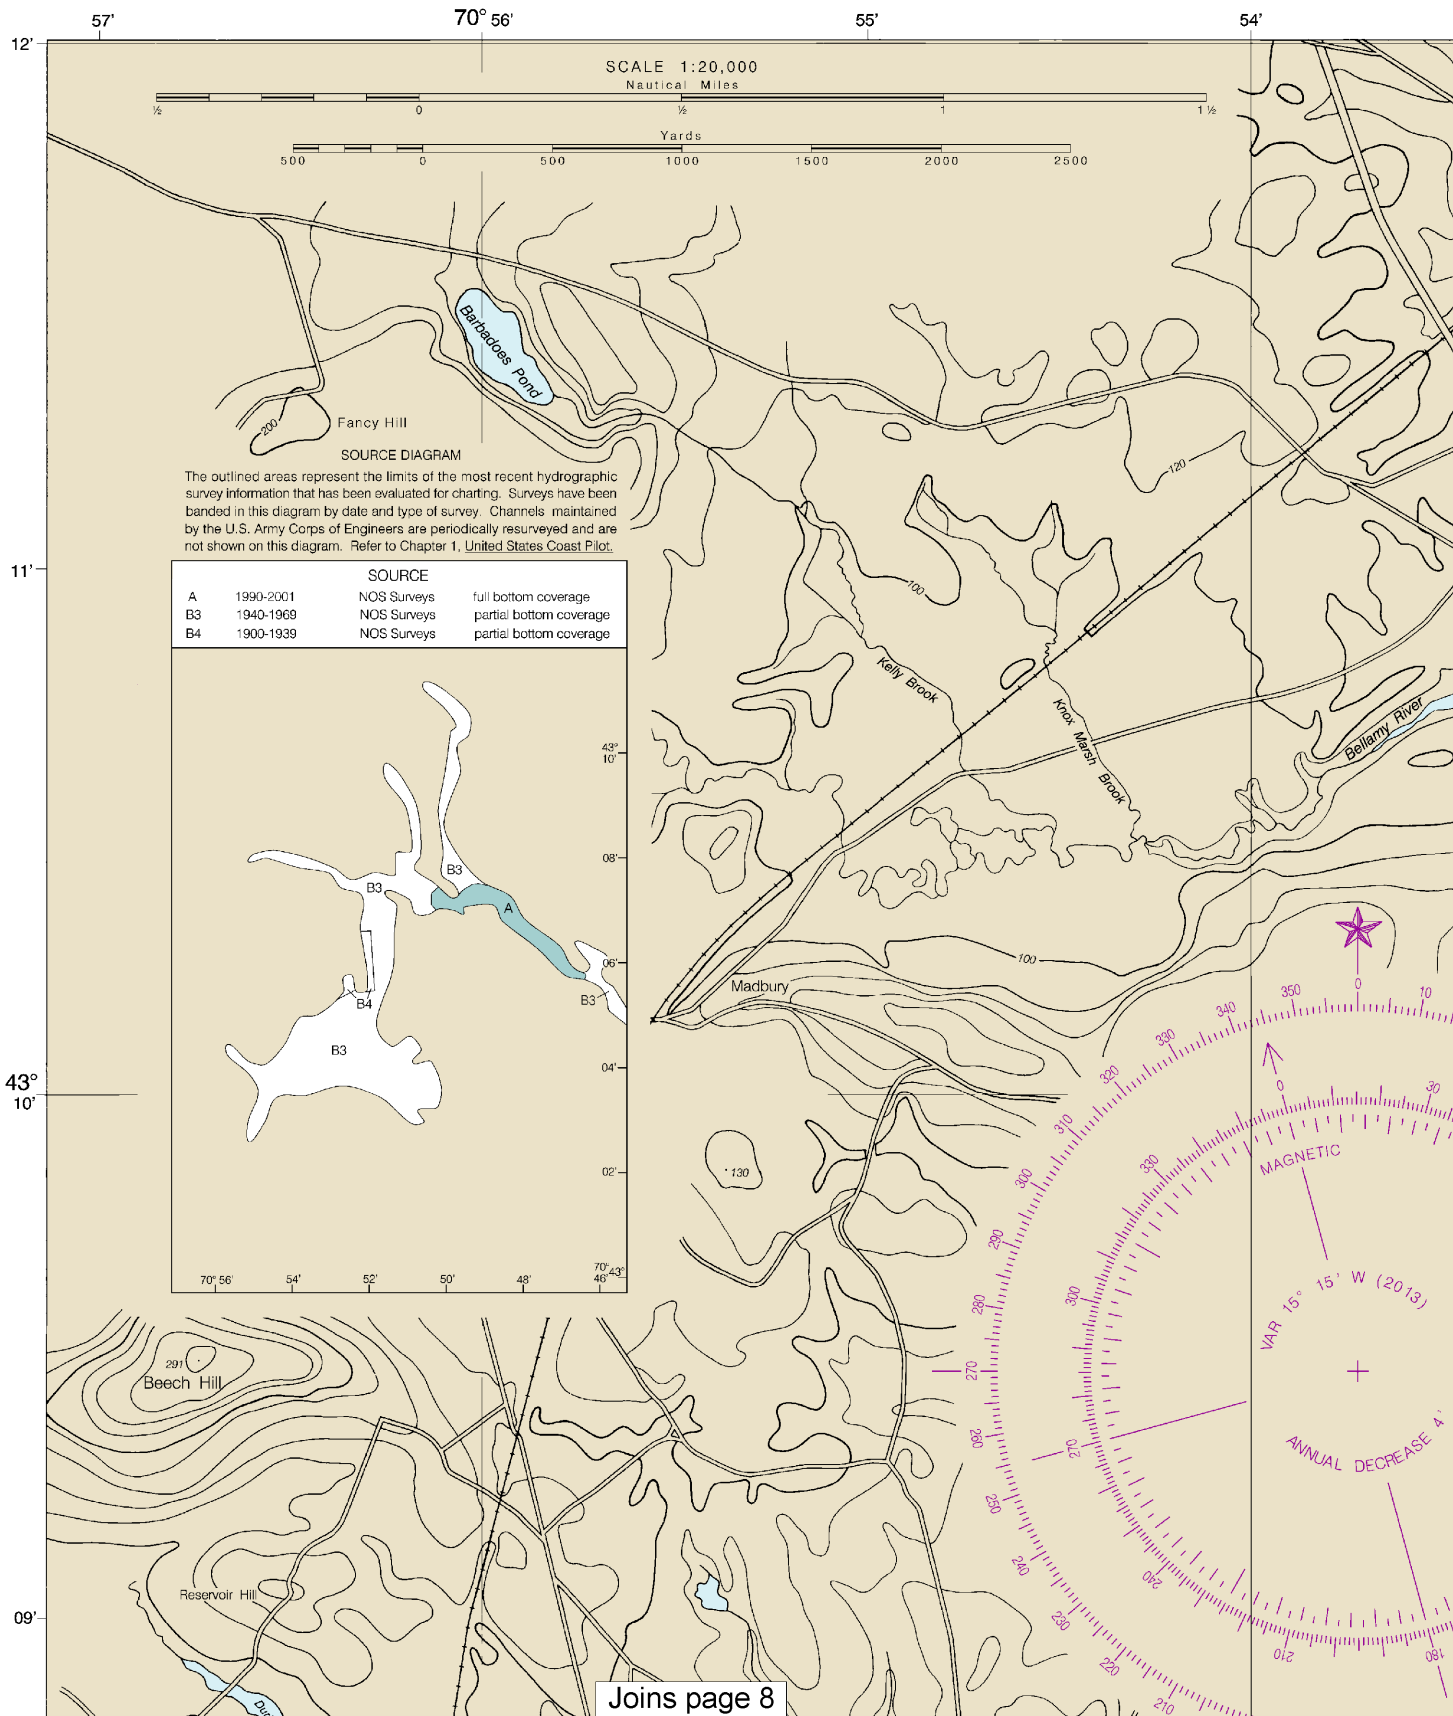 57'
70° 56'
55'
54'
12'
SCALE 1:20,000
Nautical Miles
½ 0 ½ 1 1½
Yards
500 0 500 1000 1500 2000 2500
Barbadoes Pond
200
Fancy Hill
SOURCE DIAGRAM
The outlined areas represent the limits of the most recent hydrographic
survey information that has been evaluated for charting. Surveys have been
banded in this diagram by date and type of survey. Channels maintained
by the U.S. Army Corps of Engineers are periodically resurveyed and are
not shown on this diagram. Refer to Chapter 1, United States Coast Pilot.
120
11'
SOURCE
A 1990-2001 NOS Surveys full bottom coverage
B3 1940-1969 NOS Surveys partial bottom coverage
B4 1900-1939 NOS Surveys partial bottom coverage
100
Kelly Brook
Knox Marsh Brook
Bellamy River
43°
10'
08'
B3
B3
A
06'
B3
B4
B3
04'
02'
70° 56' 54' 52' 50' 48' 70° 46' 43°
100
Madbury
43°
10'
130
0
10
350
340
330
320
310
300
290
280
270
260
250
240
230
220
210
0
30
330
300
270
240
210
180
MAGNETIC
VAR 15° 15' W (2013)
ANNUAL DECREASE 4'
291
Beech Hill
Reservoir Hill
09'
Dur
Joins page 8